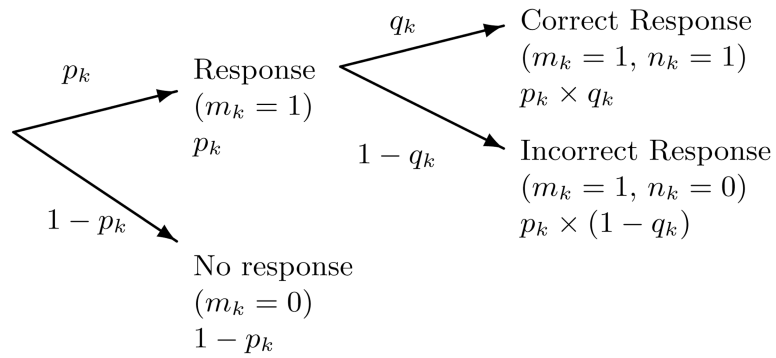 p_k
Response
(m_k = 1)
p_k
1 − p_k
No response
(m_k = 0)
1 − p_k
q_k
Correct Response
(m_k = 1, n_k = 1)
p_k × q_k
1 − q_k
Incorrect Response
(m_k = 1, n_k = 0)
p_k × (1 − q_k)